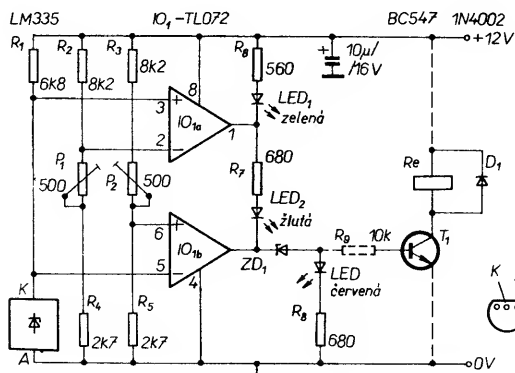 LM335 IO1-TL072 BC547 1N4002
R1 R2 R3 R6 10µ/ +12V
6k8 8k2 8k2 560 /16V
8
LED1
3 + zelená
IO1a 1
2 −
Re D1
P1 P2 R7 680
500 500
LED2
6 + žlutá
IO1b R9 10k T1
5 − ZD1
4 LED K
K červená
R4 R5 R8
A 2k7 2k7 680
0V